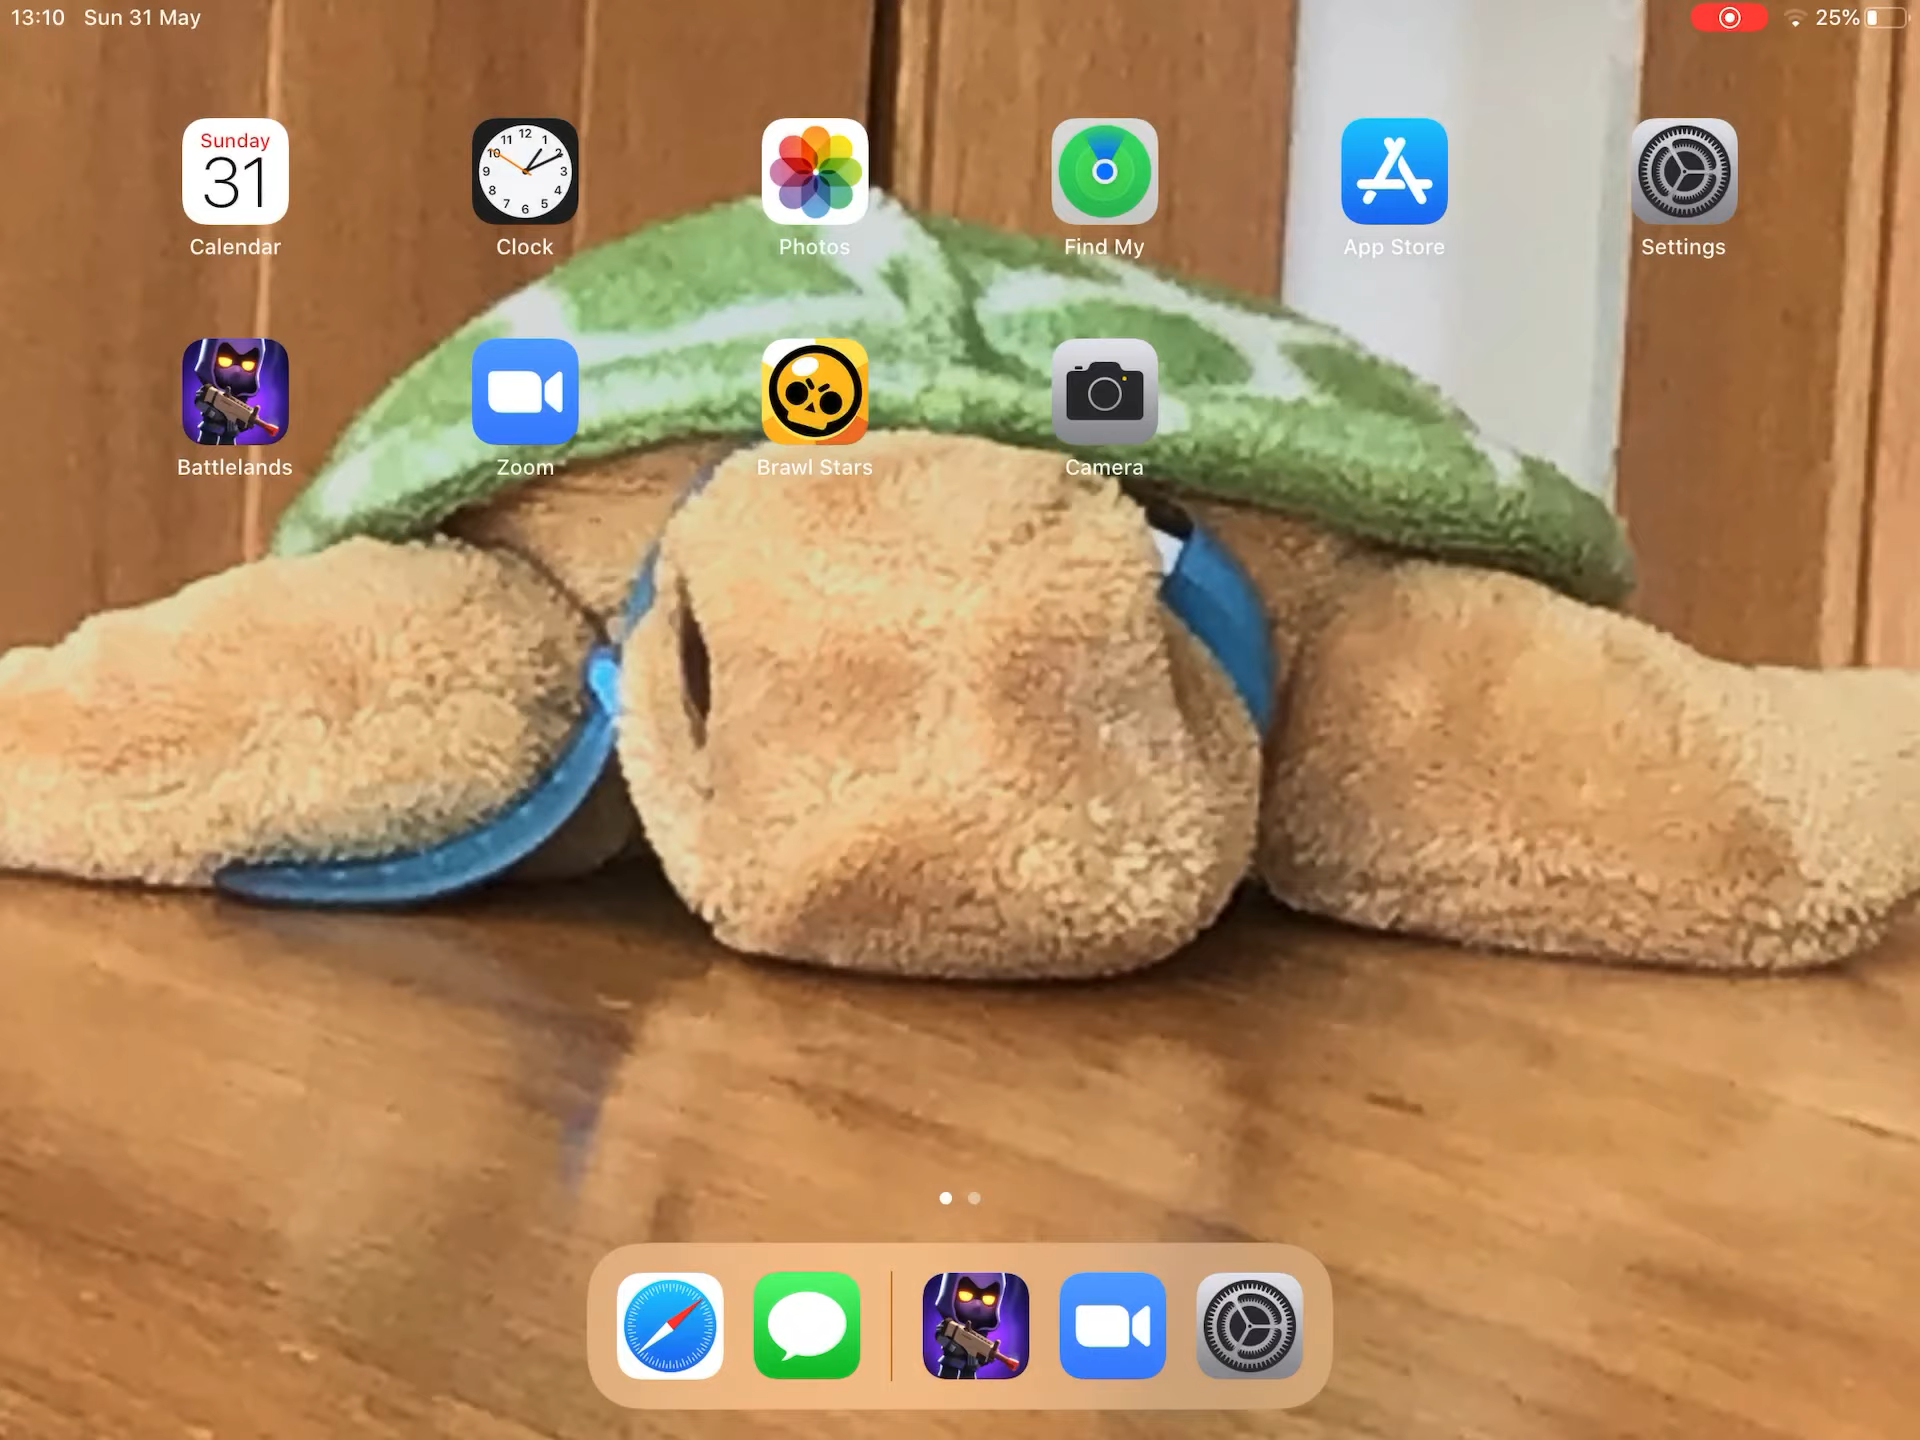 13:10 Sun 31 May
25%
Sunday
31
12
11 1
10 2
9 3
8 4
7 5
6
Calendar Clock Photos Find My App Store Settings
Battlelands Zoom Brawl Stars Camera